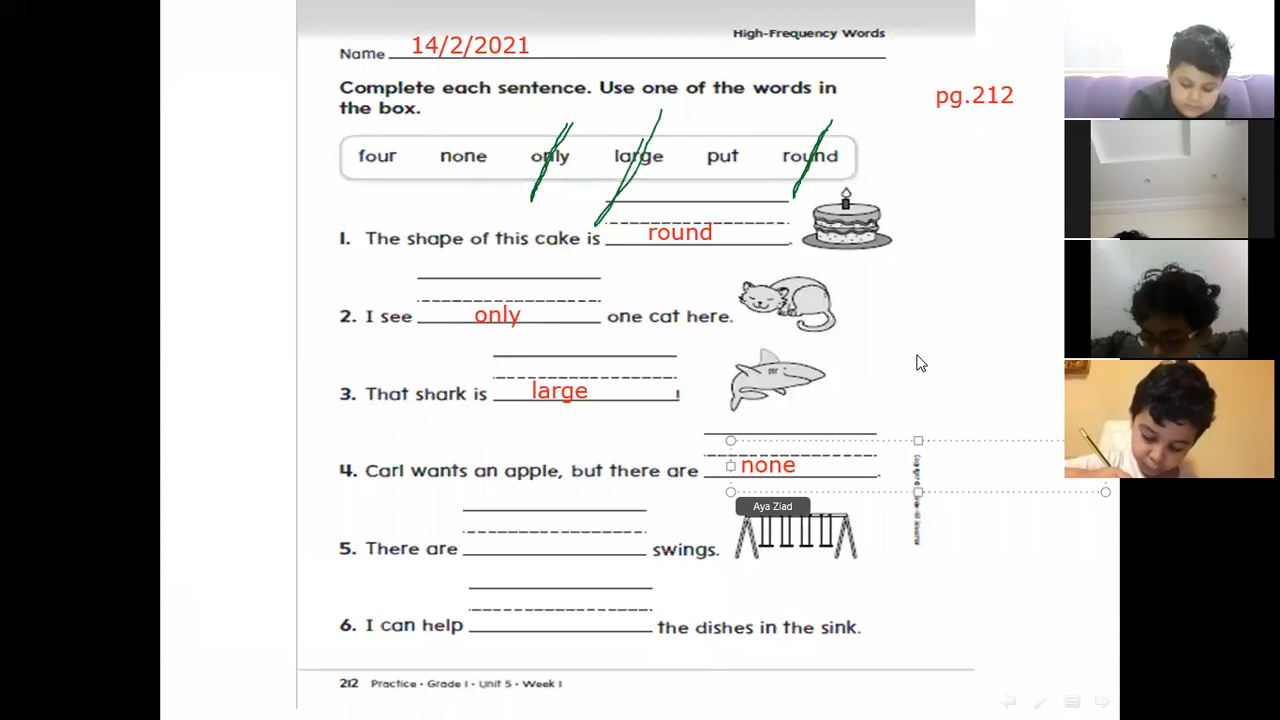 High-Frequency Words
Name 14/2/2021
pg.212
Complete each sentence. Use one of the words in
the box.
four none only large put round
1. The shape of this cake is round.
2. I see only one cat here.
3. That shark is large!
4. Carl wants an apple, but there are none.
Aya Ziad
5. There are swings.
6. I can help the dishes in the sink.
212 Practice • Grade 1 • Unit 5 • Week 1